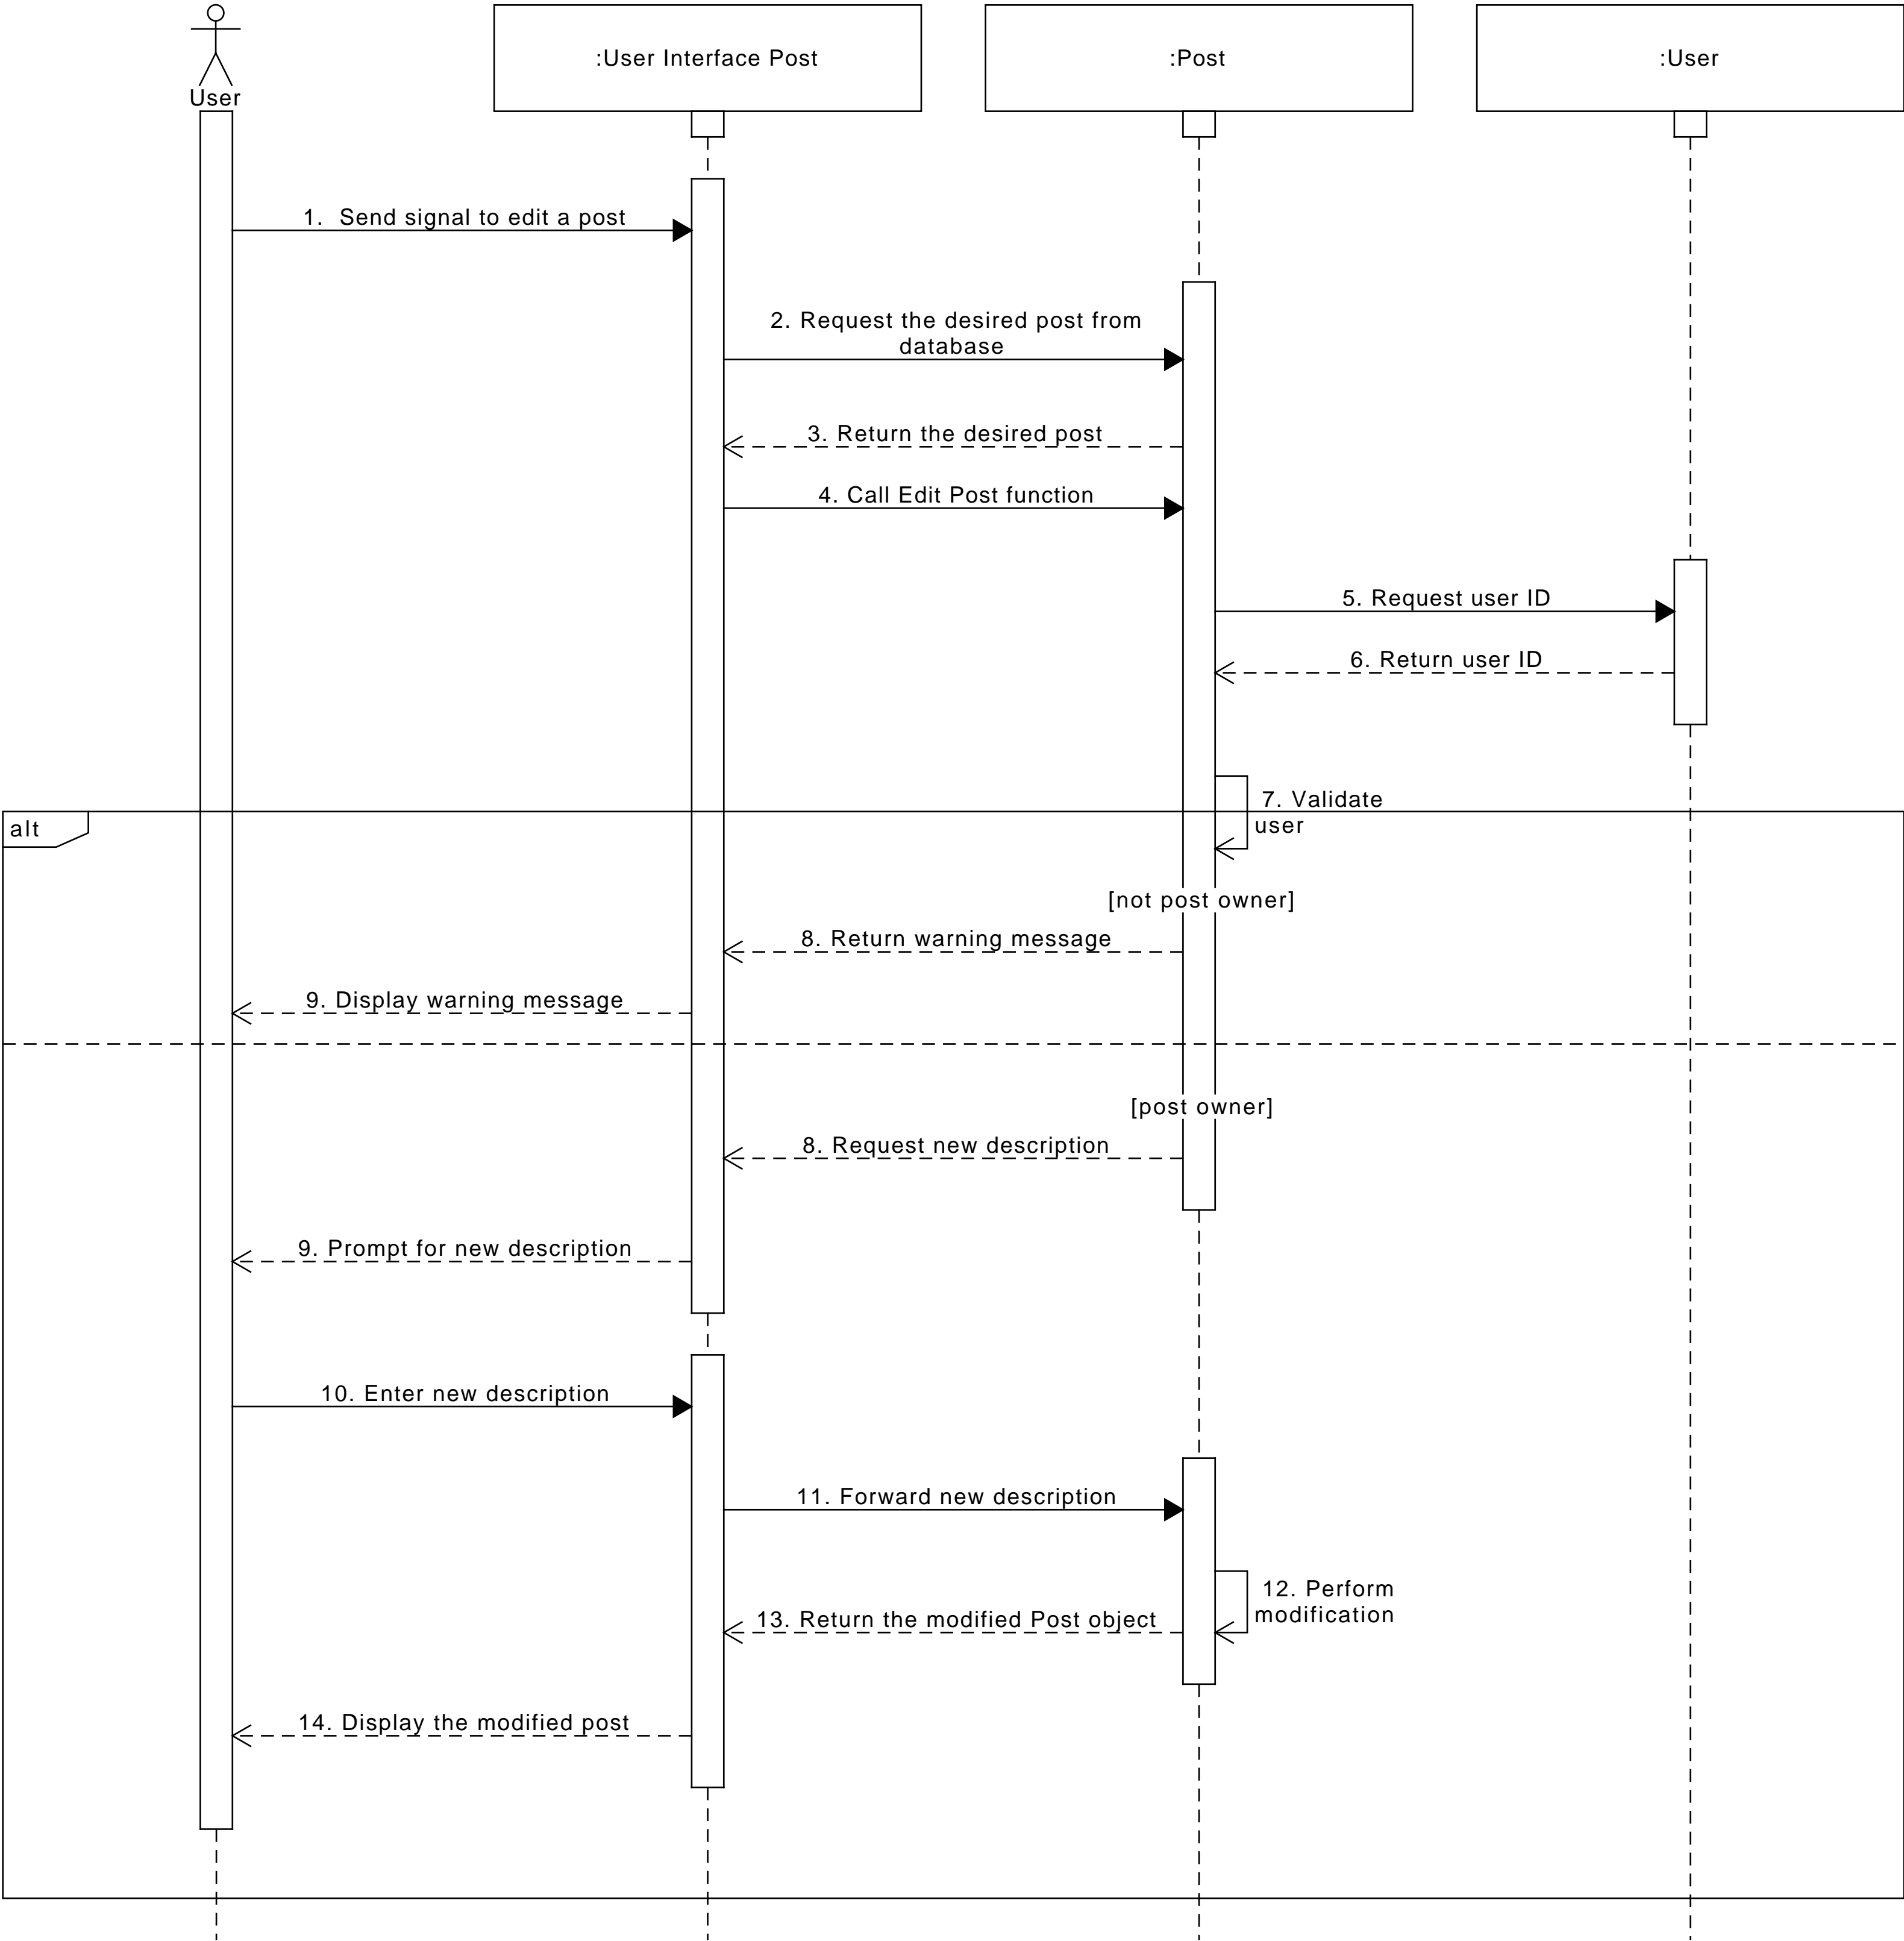 User
:User Interface Post
:Post
:User
1.  Send signal to edit a post
2. Request the desired post from
database
3. Return the desired post
4. Call Edit Post function
5. Request user ID
6. Return user ID
7. Validate
user
alt
[not post owner]
8. Return warning message
9. Display warning message
[post owner]
8. Request new description
9. Prompt for new description
10. Enter new description
11. Forward new description
12. Perform
modification
13. Return the modified Post object
14. Display the modified post